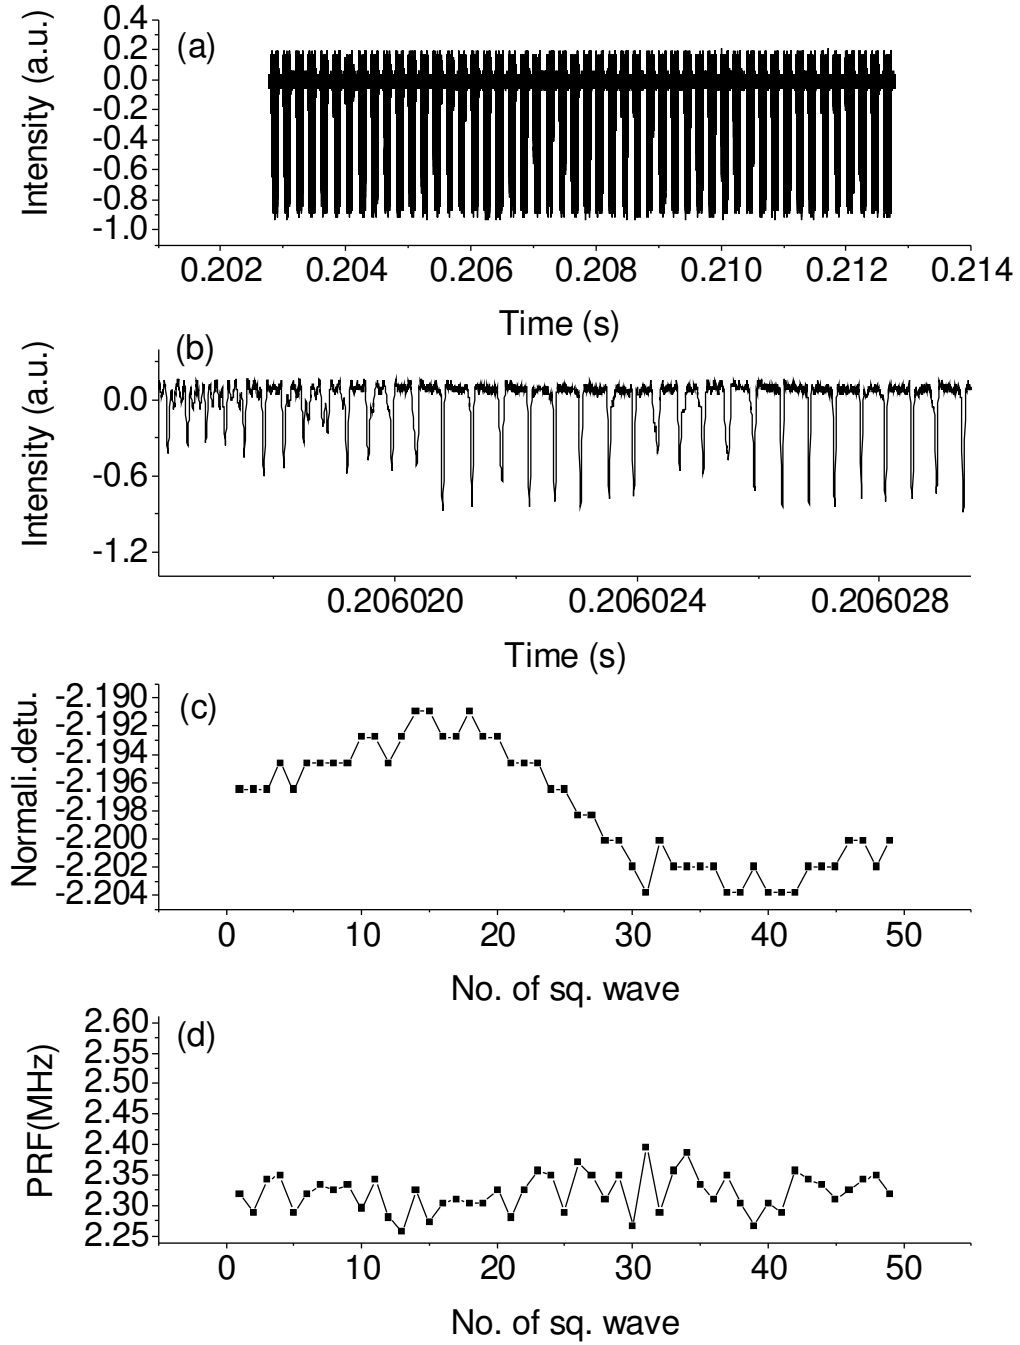 (a)
Intensity (a.u.)
0.4
0.2
0.0
-0.2
-0.4
-0.6
-0.8
-1.0
0.202 0.204 0.206 0.208 0.210 0.212 0.214
Time (s)
(b)
Intensity (a.u.)
0.0
-0.6
-1.2
0.206020 0.206024 0.206028
Time (s)
(c)
Normali.detu.
-2.190
-2.192
-2.194
-2.196
-2.198
-2.200
-2.202
-2.204
0 10 20 30 40 50
No. of sq. wave
(d)
PRF(MHz)
2.60
2.55
2.50
2.45
2.40
2.35
2.30
2.25
0 10 20 30 40 50
No. of sq. wave